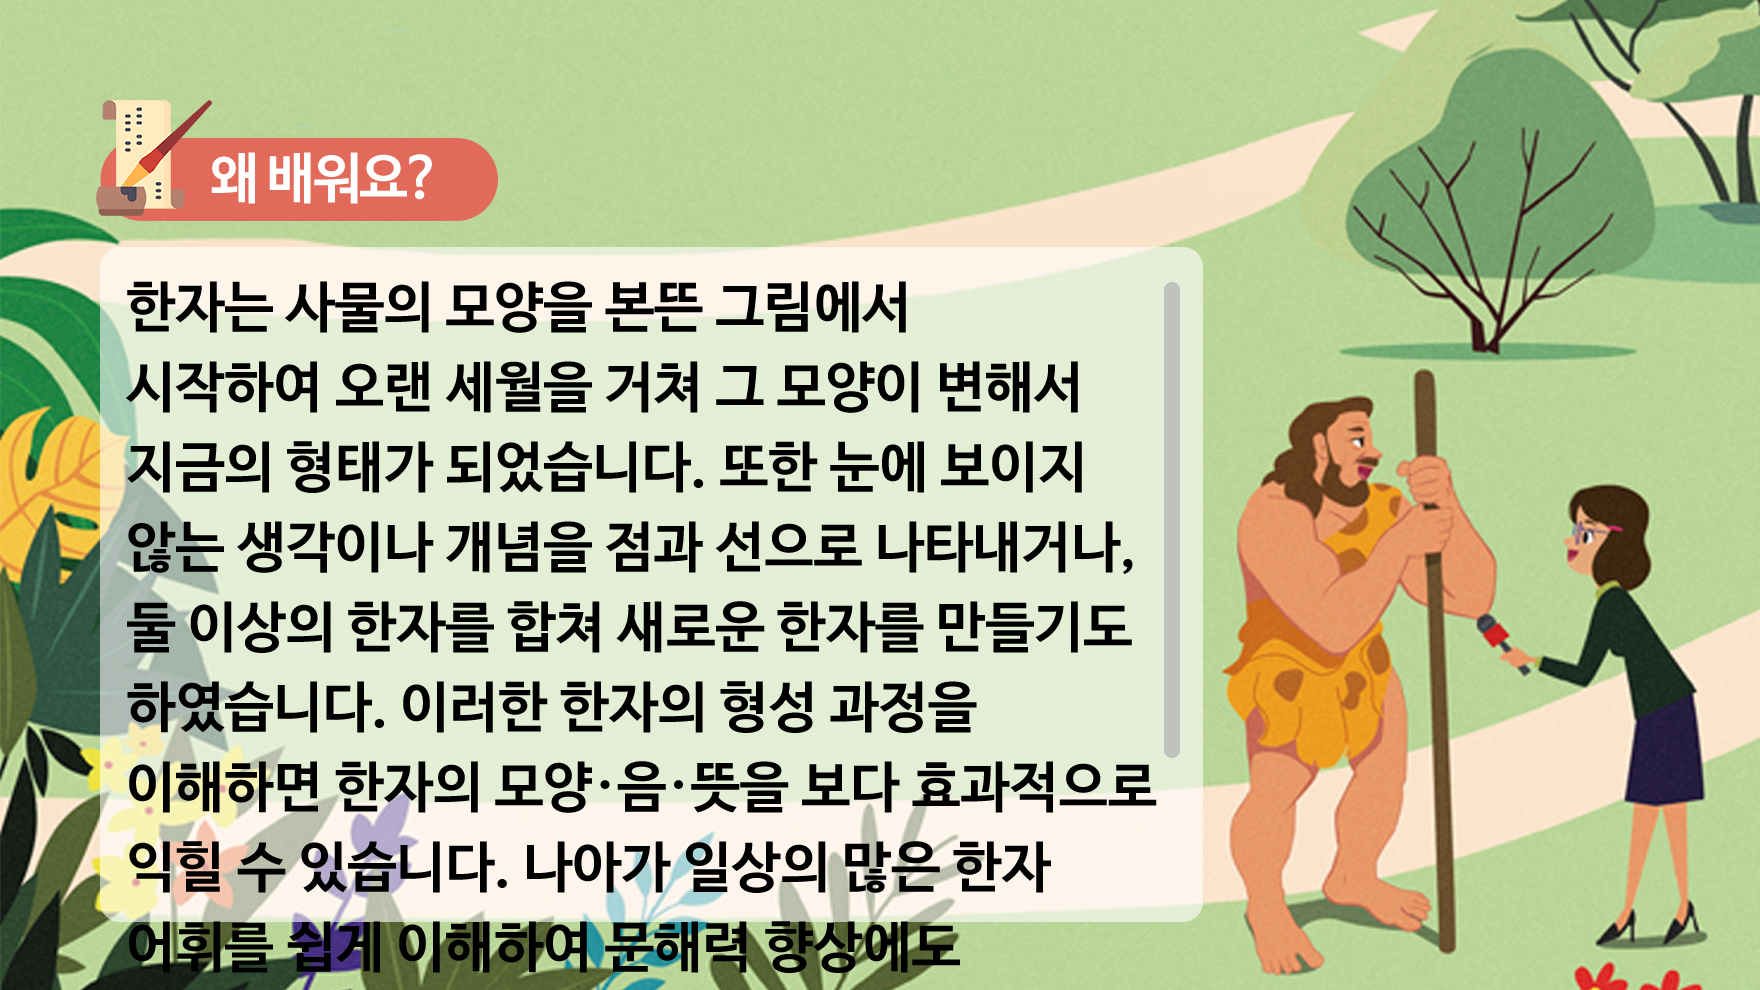 왜 배워요?
한자는 사물의 모양을 본뜬 그림에서
시작하여 오랜 세월을 거쳐 그 모양이 변해서
지금의 형태가 되었습니다. 또한 눈에 보이지
않는 생각이나 개념을 점과 선으로 나타내거나,
둘 이상의 한자를 합쳐 새로운 한자를 만들기도
하였습니다. 이러한 한자의 형성 과정을
이해하면 한자의 모양·음·뜻을 보다 효과적으로
익힐 수 있습니다. 나아가 일상의 많은 한자
어휘를 쉽게 이해하여 문해력 향상에도